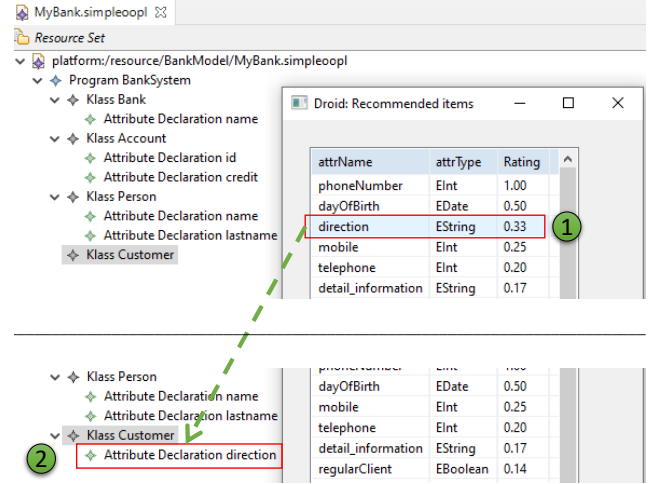 MyBank.simpleoopl
Resource Set
platform:/resource/BankModel/MyBank.simpleoopl
Program BankSystem
Klass Bank
Attribute Declaration name
Klass Account
Attribute Declaration id
Attribute Declaration credit
Klass Person
Attribute Declaration name
Attribute Declaration lastname
Klass Customer
Droid: Recommended items
attrName attrType Rating
phoneNumber EInt 1.00
dayOfBirth EDate 0.50
direction EString 0.33
1
mobile EInt 0.25
telephone EInt 0.20
detail_information EString 0.17
Klass Person
Attribute Declaration name
Attribute Declaration lastname
Klass Customer
2
Attribute Declaration direction
phoneNumber EInt 1.00
dayOfBirth EDate 0.50
mobile EInt 0.25
telephone EInt 0.20
detail_information EString 0.17
regularClient EBoolean 0.14